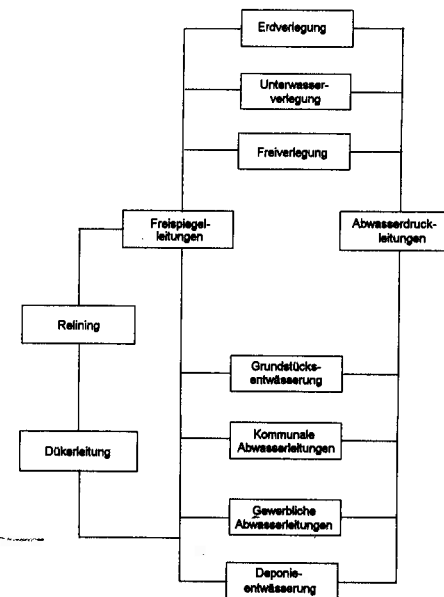 Erdverlegung
Unterwasser-
verlegung
Freiverlegung
Freispiegel-
leitungen
Abwasserdruck-
leitungen
Relining
Grundstücks-
entwässerung
Dükerleitung
Kommunale
Abwasserleitungen
Gewerbliche
Abwasserleitungen
Deponie-
entwässerung